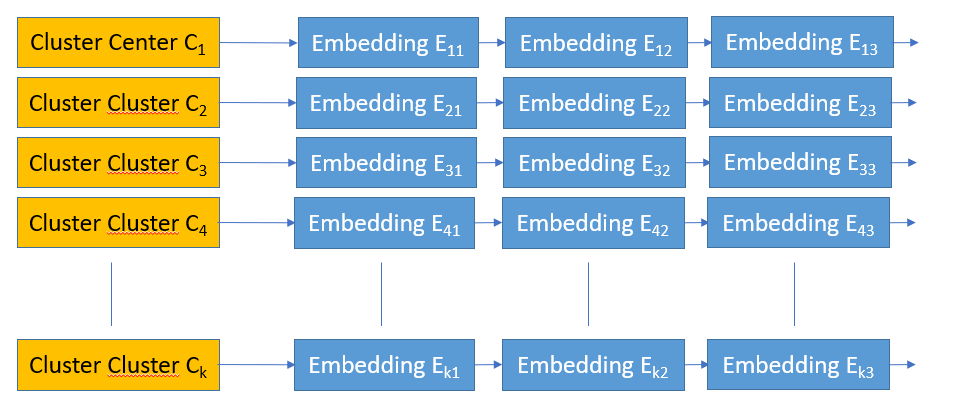 Cluster Center C₁ Embedding E₁₁ Embedding E₁₂ Embedding E₁₃
Cluster Cluster C₂ Embedding E₂₁ Embedding E₂₂ Embedding E₂₃
Cluster Cluster C₃ Embedding E₃₁ Embedding E₃₂ Embedding E₃₃
Cluster Cluster C₄ Embedding E₄₁ Embedding E₄₂ Embedding E₄₃
Cluster Cluster Cₖ Embedding Eₖ₁ Embedding Eₖ₂ Embedding Eₖ₃